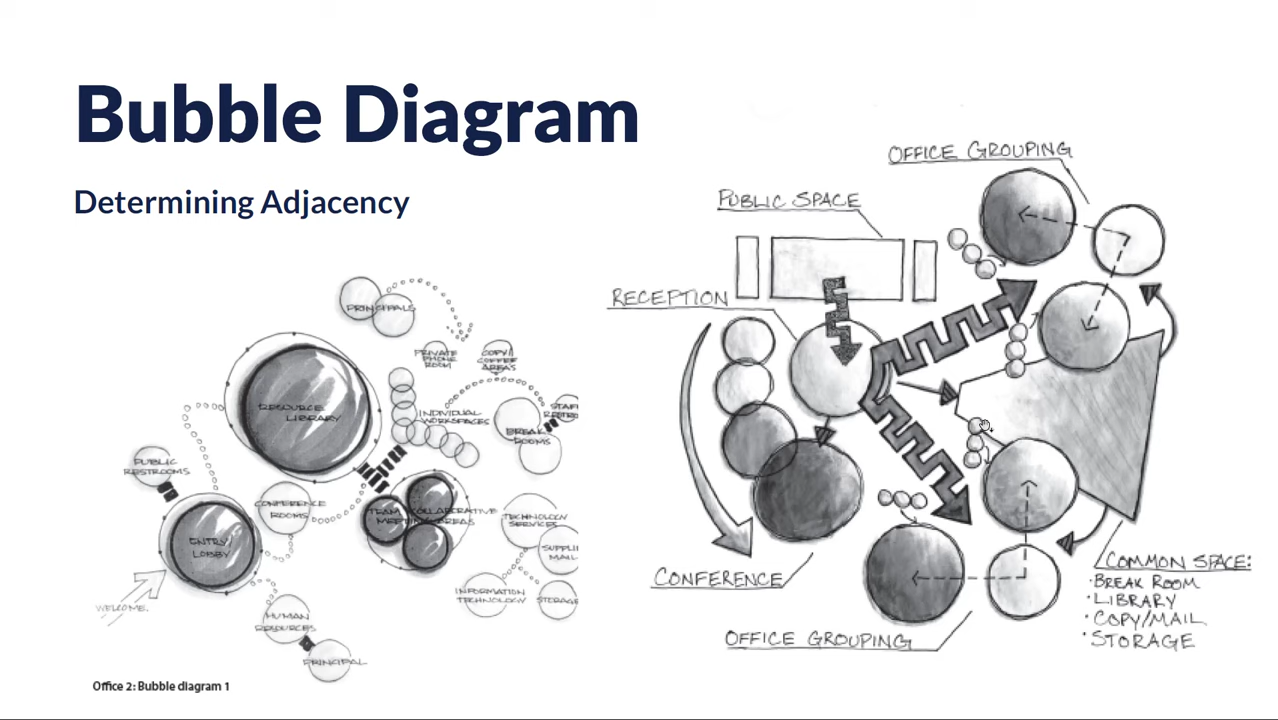 Bubble Diagram
Determining Adjacency
PRINCIPALS
PRIVATE
PHONE
ROOM
COPY/
COFFEE
AREAS
RESOURCE
LIBRARY
INDIVIDUAL
WORKSPACES
STAFF
BREAK
ROOMS
PUBLIC
RESTROOMS
CONFERENCE
ROOMS
TEAM COLLABORATIVE
MEETING AREAS
TECHNOLOGY
SERVICES
ENTRY/
LOBBY
MAIL
INFORMATION
TECHNOLOGY
STORAGE
WELCOME.
HUMAN
RESOURCES
PRINCIPAL
Office 2: Bubble diagram 1
OFFICE GROUPING
PUBLIC SPACE
RECEPTION
CONFERENCE
OFFICE GROUPING
COMMON SPACE:
·BREAK ROOM
·LIBRARY
·COPY/MAIL
·STORAGE